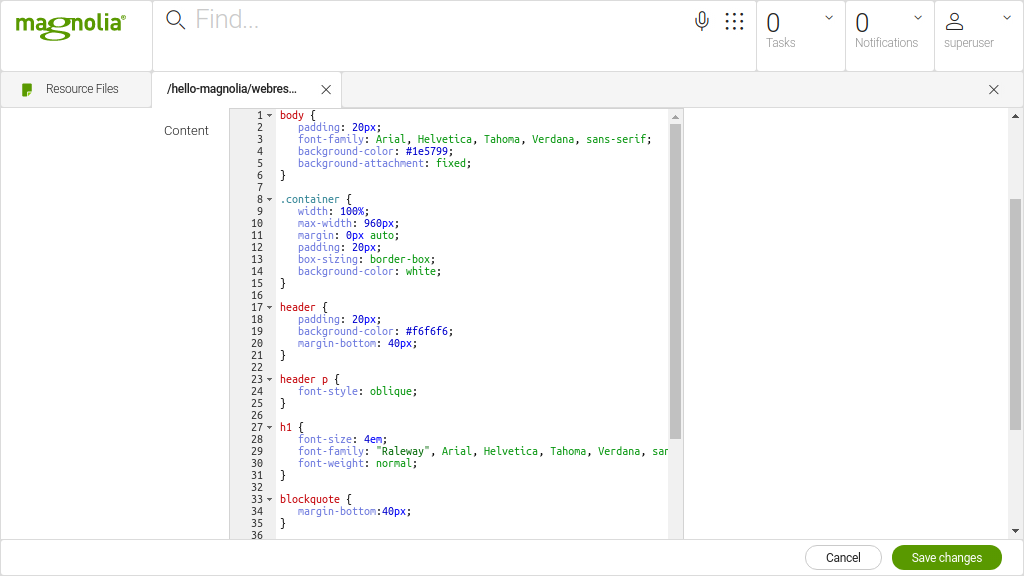 magnolia®
Find...
0
Tasks
0
Notifications
superuser
Resource Files
/hello-magnolia/webres...
Content
1 body {
2 padding: 20px;
3 font-family: Arial, Helvetica, Tahoma, Verdana, sans-serif;
4 background-color: #1e5799;
5 background-attachment: fixed;
6 }
7
8 .container {
9 width: 100%;
10 max-width: 960px;
11 margin: 0px auto;
12 padding: 20px;
13 box-sizing: border-box;
14 background-color: white;
15 }
16
17 header {
18 padding: 20px;
19 background-color: #f6f6f6;
20 margin-bottom: 40px;
21 }
22
23 header p {
24 font-style: oblique;
25 }
26
27 h1 {
28 font-size: 4em;
29 font-family: "Raleway", Arial, Helvetica, Tahoma, Verdana, san
30 font-weight: normal;
31 }
32
33 blockquote {
34 margin-bottom:40px;
35 }
36
Cancel
Save changes